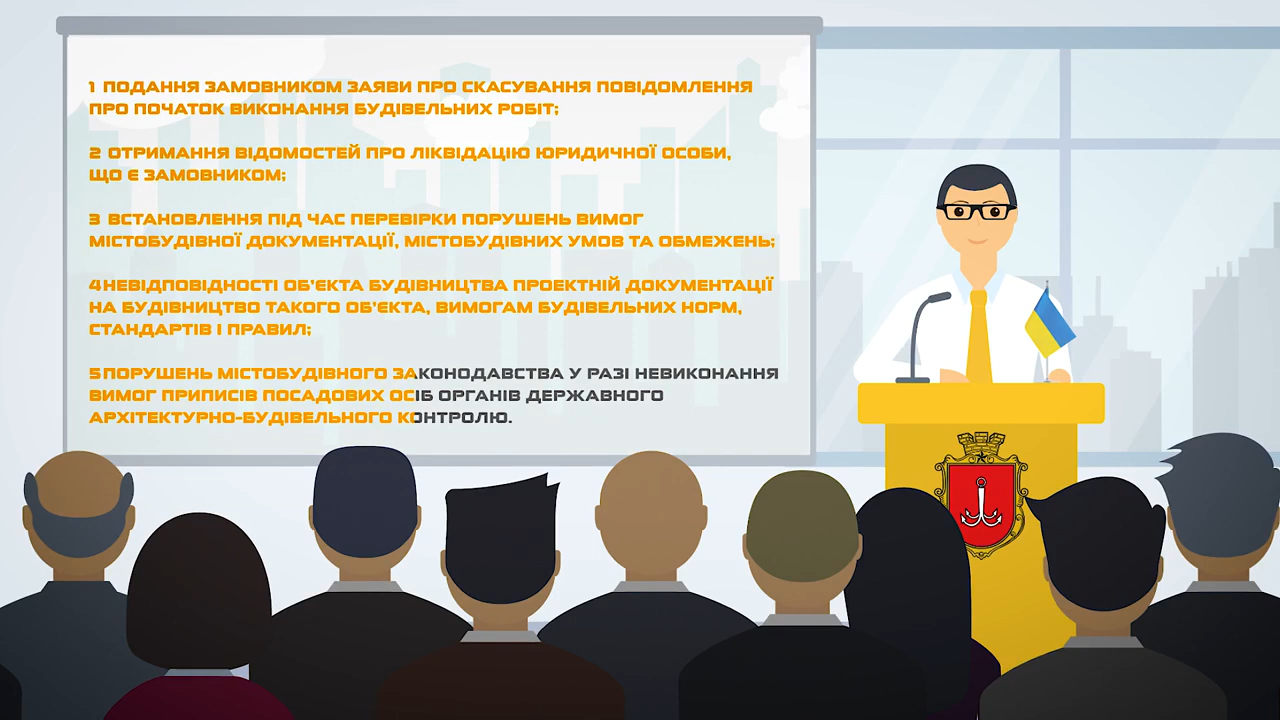 1 ПОДАННЯ ЗАМОВНИКОМ ЗАЯВИ ПРО СКАСУВАННЯ ПОВІДОМЛЕННЯ
ПРО ПОЧАТОК ВИКОНАННЯ БУДІВЕЛЬНИХ РОБІТ;
2 ОТРИМАННЯ ВІДОМОСТЕЙ ПРО ЛІКВІДАЦІЮ ЮРИДИЧНОЇ ОСОБИ,
ЩО Є ЗАМОВНИКОМ;
3 ВСТАНОВЛЕННЯ ПІД ЧАС ПЕРЕВІРКИ ПОРУШЕНЬ ВИМОГ
МІСТОБУДІВНОЇ ДОКУМЕНТАЦІЇ, МІСТОБУДІВНИХ УМОВ ТА ОБМЕЖЕНЬ;
4НЕВІДПОВІДНОСТІ ОБ'ЄКТА БУДІВНИЦТВА ПРОЕКТНІЙ ДОКУМЕНТАЦІЇ
НА БУДІВНИЦТВО ТАКОГО ОБ'ЄКТА, ВИМОГАМ БУДІВЕЛЬНИХ НОРМ,
СТАНДАРТІВ І ПРАВИЛ;
5ПОРУШЕНЬ МІСТОБУДІВНОГО ЗАКОНОДАВСТВА У РАЗІ НЕВИКОНАННЯ
ВИМОГ ПРИПИСІВ ПОСАДОВИХ ОСІБ ОРГАНІВ ДЕРЖАВНОГО
АРХІТЕКТУРНО-БУДІВЕЛЬНОГО КОНТРОЛЮ.